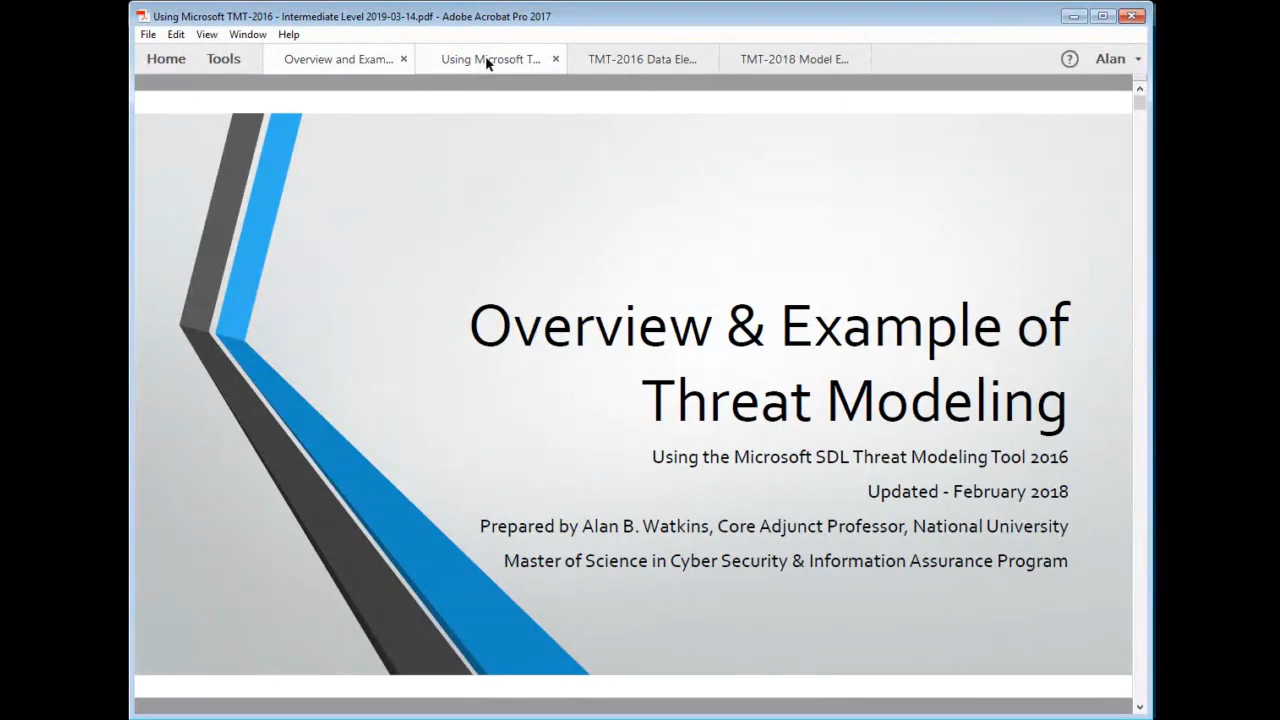 Using Microsoft TMT-2016 - Intermediate Level 2019-03-14.pdf - Adobe Acrobat Pro 2017
File Edit View Window Help
Home Tools Overview and Exam... × Using Microsoft T... × TMT-2016 Data Ele... TMT-2018 Model E... ? Alan
Overview & Example of
Threat Modeling
Using the Microsoft SDL Threat Modeling Tool 2016
Updated - February 2018
Prepared by Alan B. Watkins, Core Adjunct Professor, National University
Master of Science in Cyber Security & Information Assurance Program